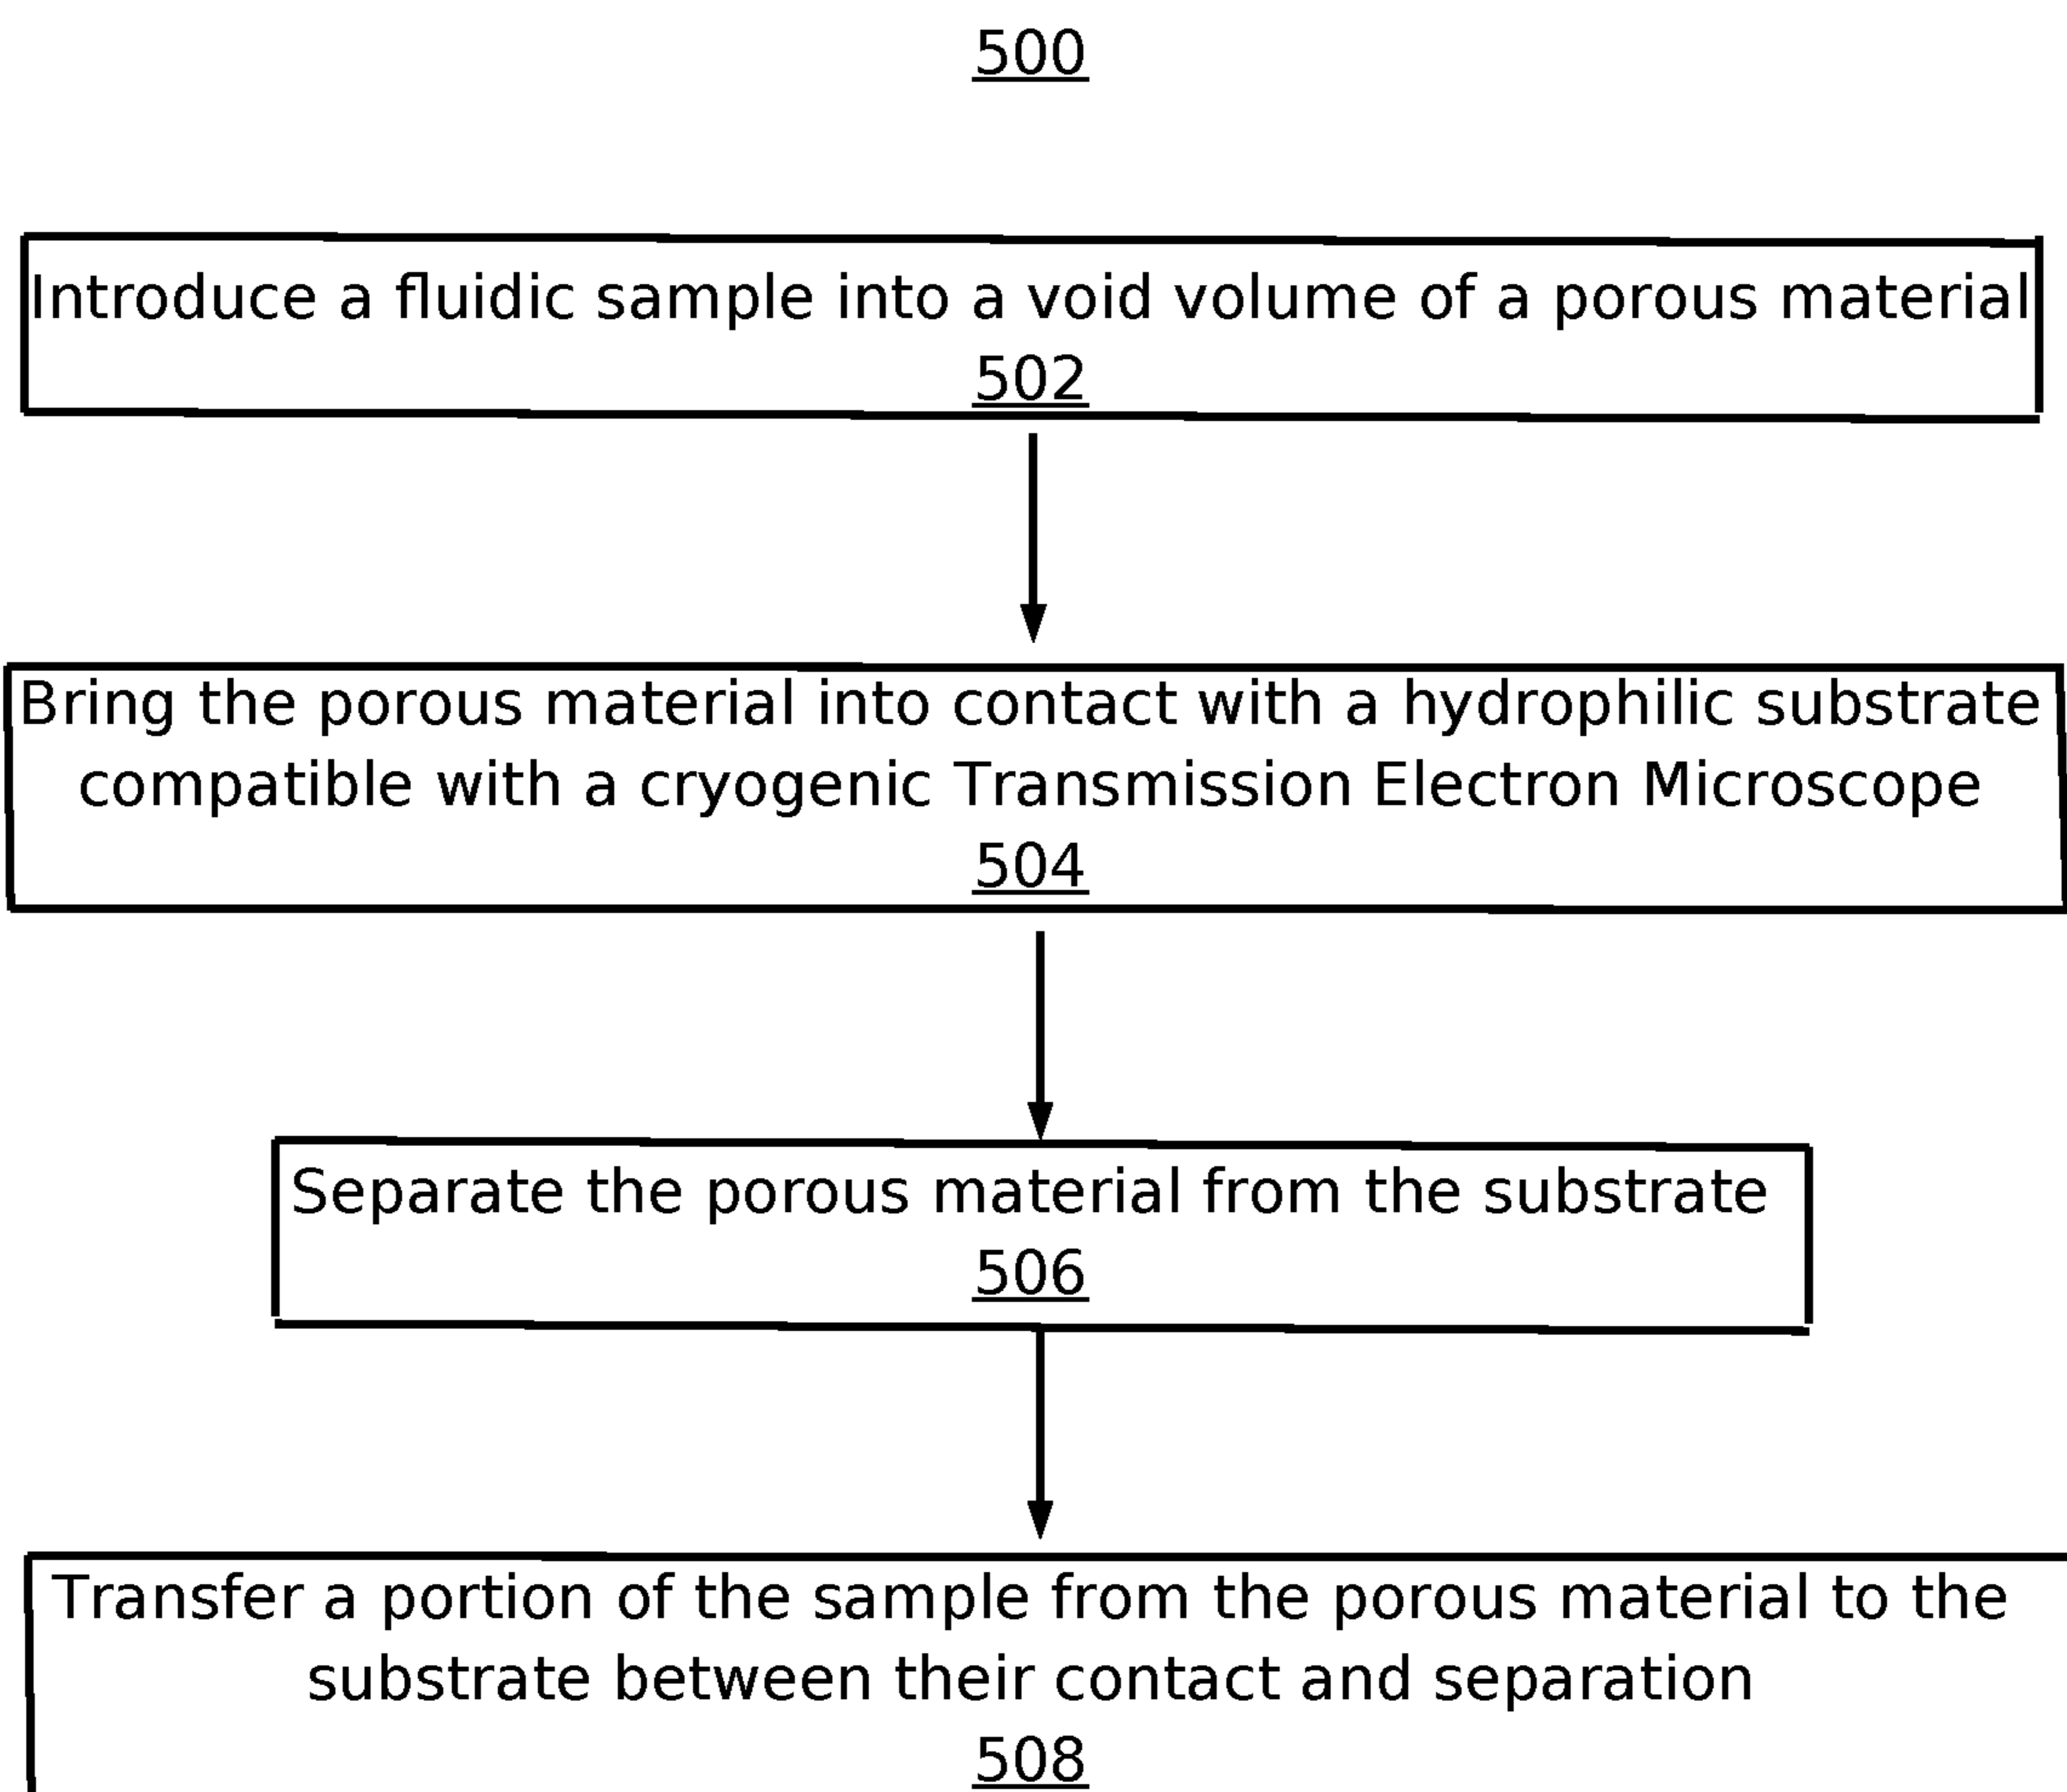 500
Introduce a fluidic sample into a void volume of a porous material
502
Bring the porous material into contact with a hydrophilic substrate
compatible with a cryogenic Transmission Electron Microscope
504
Separate the porous material from the substrate
506
Transfer a portion of the sample from the porous material to the
substrate between their contact and separation
508